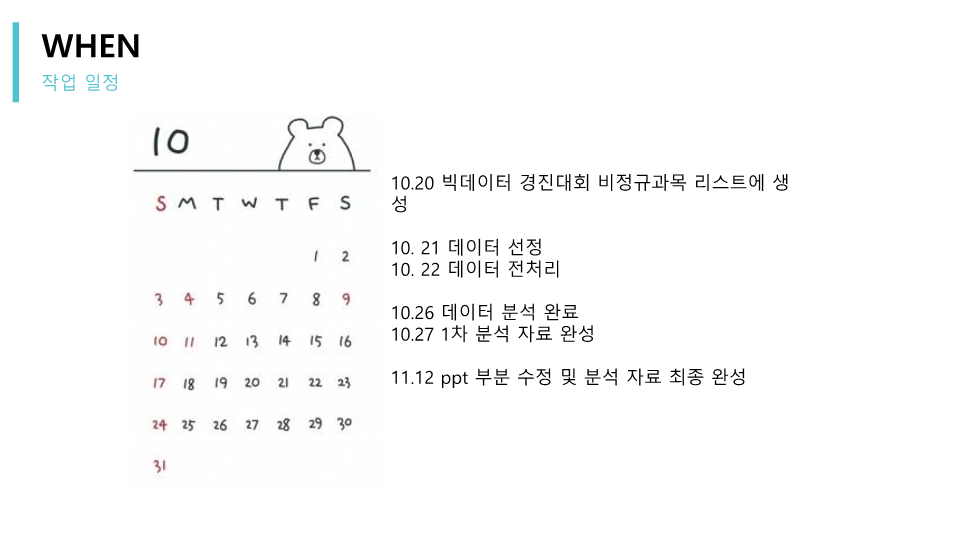 WHEN
작업 일정
10
S M T W T F S
1 2
3 4 5 6 7 8 9
10 11 12 13 14 15 16
17 18 19 20 21 22 23
24 25 26 27 28 29 30
31
10.20 빅데이터 경진대회 비정규과목 리스트에 생
성
10. 21 데이터 선정
10. 22 데이터 전처리
10.26 데이터 분석 완료
10.27 1차 분석 자료 완성
11.12 ppt 부분 수정 및 분석 자료 최종 완성